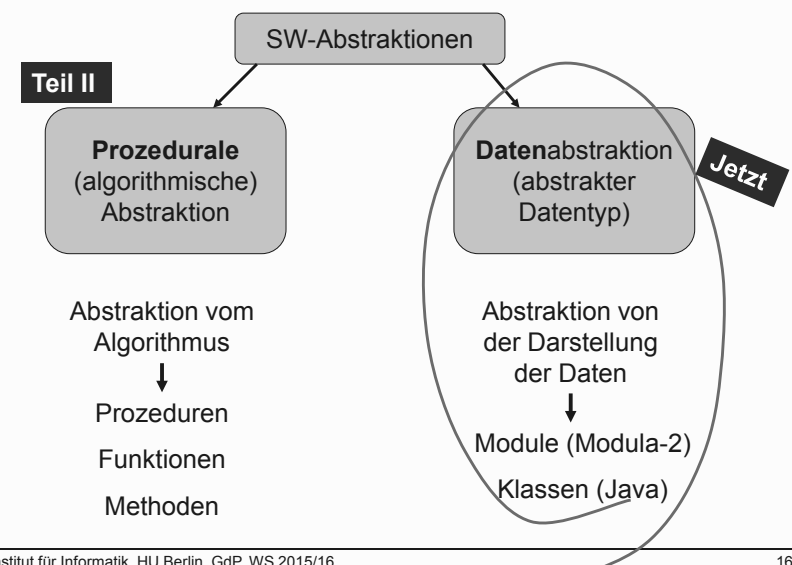 SW-Abstraktionen
Teil II
Prozedurale
(algorithmische)
Abstraktion
Datenabstraktion
(abstrakter
Datentyp)
Jetzt
Abstraktion vom
Algorithmus
Prozeduren
Funktionen
Methoden
Abstraktion von
der Darstellung
der Daten
Module (Modula-2)
Klassen (Java)
nstitut für Informatik, HU Berlin, GdP, WS 2015/16
16